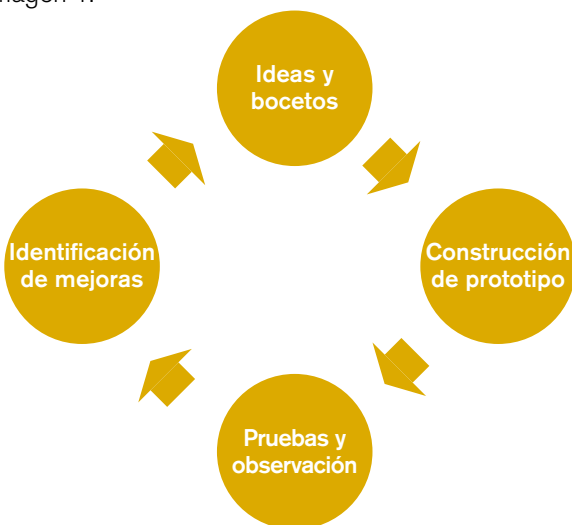 Ideas y
bocetos
Identificación
de mejoras
Construcción
de prototipo
Pruebas y
observación